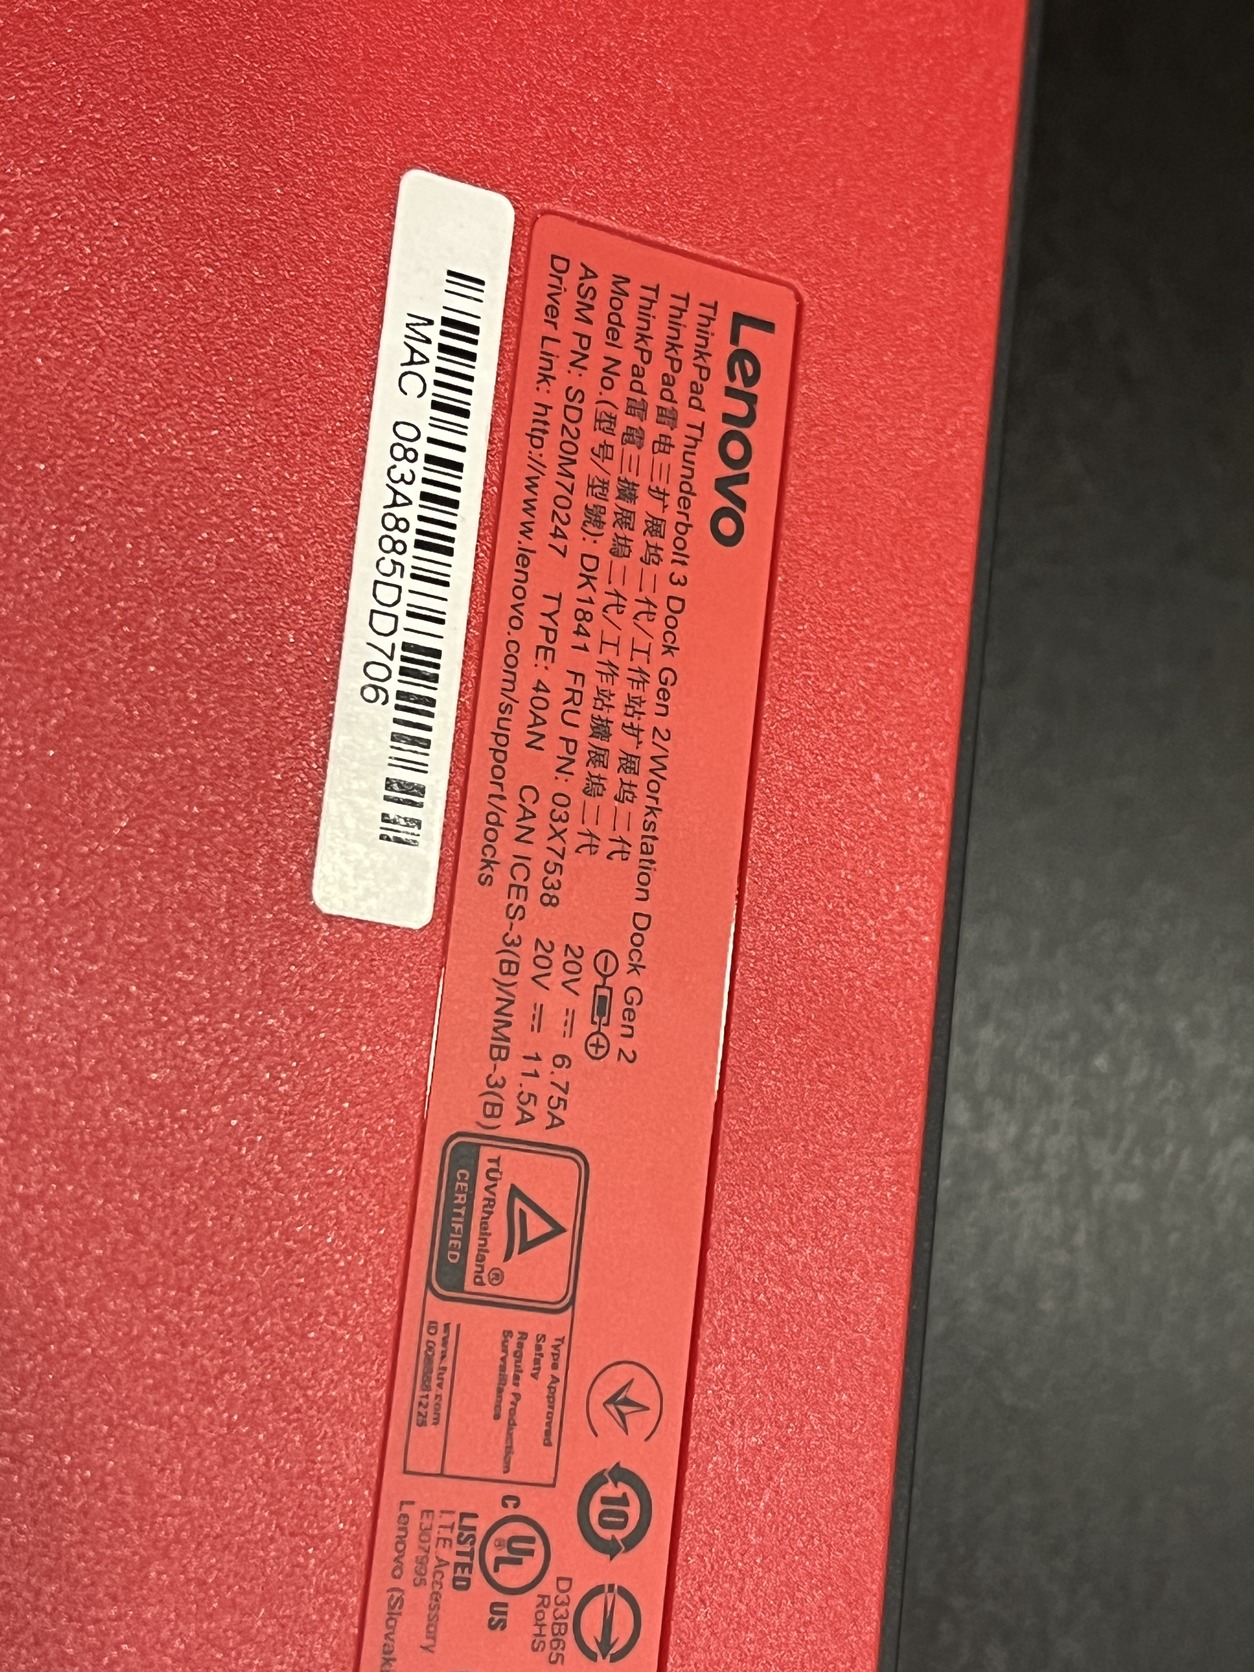 Lenovo
ThinkPad Thunderbolt 3 Dock Gen 2/Workstation Dock Gen 2
ThinkPad雷电三扩展坞二代/工作站扩展坞二代
ThinkPad雷電三擴展塢二代/工作站擴展塢二代
Model No.(型号/型號): DK1841 FRU PN: 03X7538 20V ⎓ 6.75A
ASM PN: SD20M70247 TYPE: 40AN 20V ⎓ 11.5A
Driver Link: http://www.lenovo.com/support/docks CAN ICES-3(B)/NMB-3(B)
MAC 083A885DD706
TÜVRheinland®
CERTIFIED
Type Approved
Safety
Regular Production
Surveillance
www.tuv.com
ID
10
D33B65
RoHS
C UL US
LISTED
I.T.E. Accessory
E307995
Lenovo (Slovak